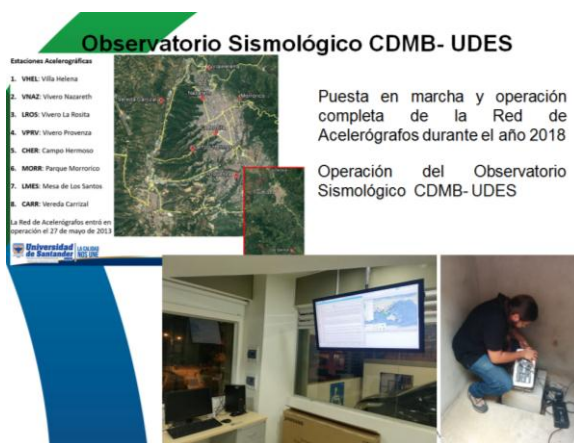 Observatorio Sismológico CDMB- UDES
Estaciones Acelerográficas
1. VHEL: Villa Helena
2. VNAZ: Vivero Nazareth
3. LROS: Vivero La Rosita
4. VPRV: Vivero Provenza
5. CHER: Campo Hermoso
6. MORR: Parque Morrorico
7. LMES: Mesa de Los Santos
8. CARR: Vereda Carrizal
La Red de Acelerógrafos entró en
operación el 27 de mayo de 2013
Universidad
de Santander
LA CALIDAD
NOS UNE
Puesta en marcha y operación
completa de la Red de
Acelerógrafos durante el año 2018
Operación del Observatorio
Sismológico CDMB- UDES